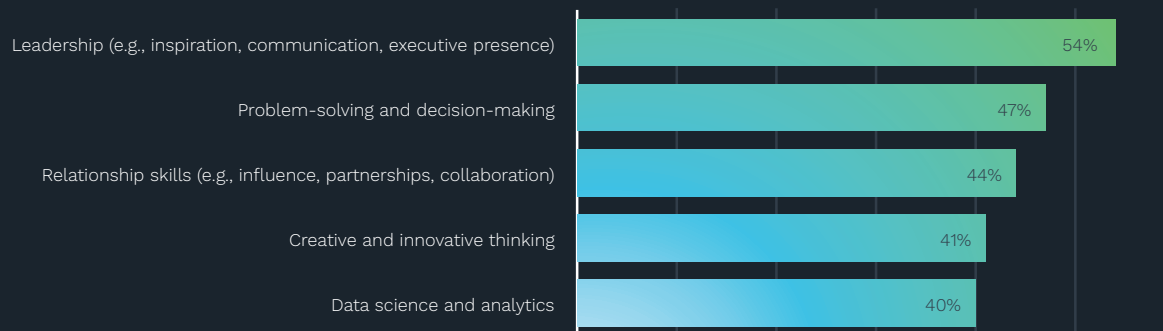 Leadership (e.g., inspiration, communication, executive presence) 54%
Problem-solving and decision-making 47%
Relationship skills (e.g., influence, partnerships, collaboration) 44%
Creative and innovative thinking 41%
Data science and analytics 40%